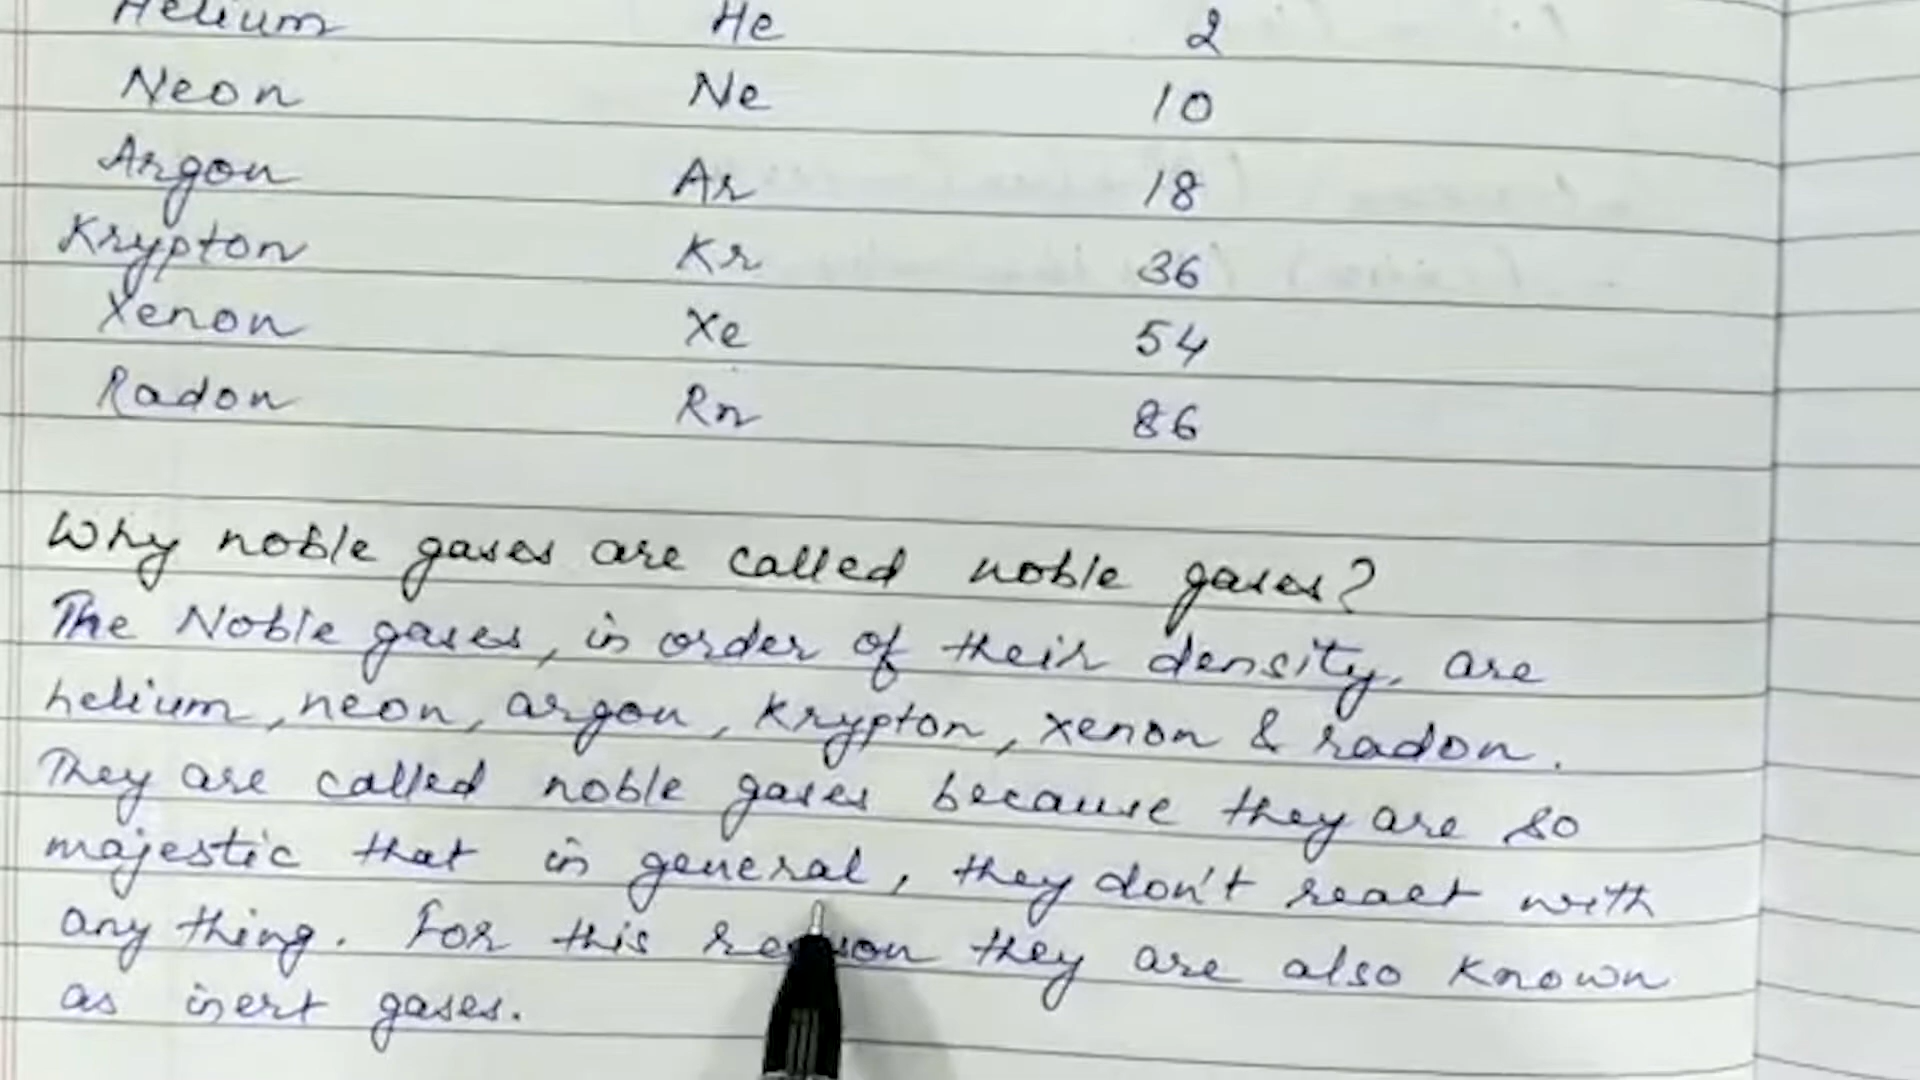 Helium He 2
Neon Ne 10
Argon Ar 18
Krypton Kr 36
Xenon Xe 54
Radon Rn 86
Why noble gases are called noble gases?
The Noble gases, in order of their density, are
helium, neon, argon, krypton, xenon & radon.
They are called noble gases because they are so
majestic that in general, they don't react with
any thing. For this reason they are also known
as inert gases.